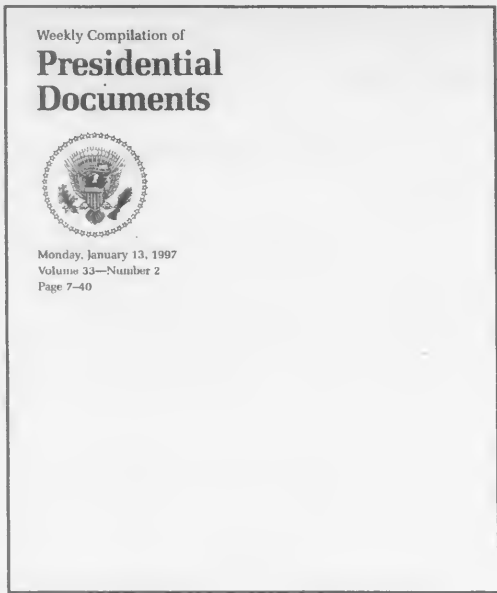 Weekly Compilation of
Presidential
Documents
Monday, January 13, 1997
Volume 33—Number 2
Page 7–40